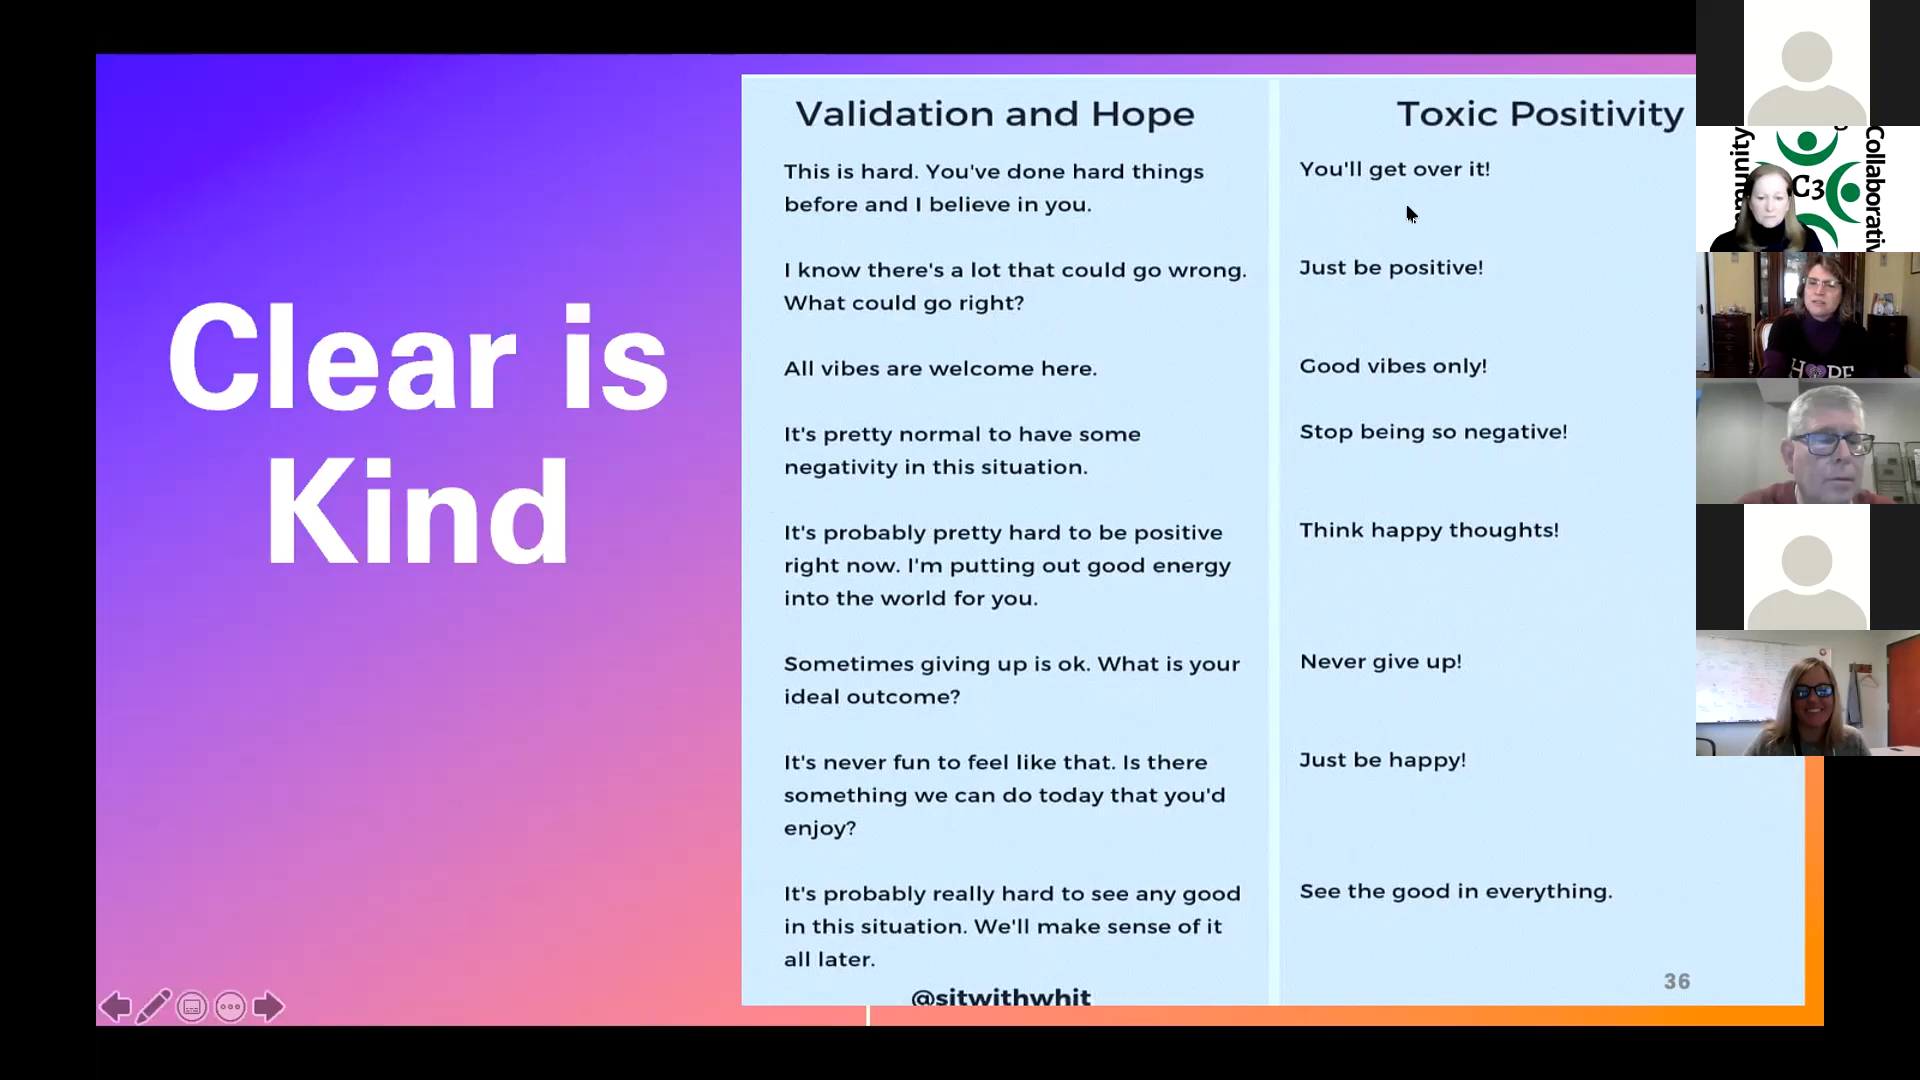 Clear is
Kind
Validation and Hope
This is hard. You've done hard things
before and I believe in you.
I know there's a lot that could go wrong.
What could go right?
All vibes are welcome here.
It's pretty normal to have some
negativity in this situation.
It's probably pretty hard to be positive
right now. I'm putting out good energy
into the world for you.
Sometimes giving up is ok. What is your
ideal outcome?
It's never fun to feel like that. Is there
something we can do today that you'd
enjoy?
It's probably really hard to see any good
in this situation. We'll make sense of it
all later.
@sitwithwhit
Toxic Positivity
You'll get over it!
Just be positive!
Good vibes only!
Stop being so negative!
Think happy thoughts!
Never give up!
Just be happy!
See the good in everything.
36
C3
HOPE